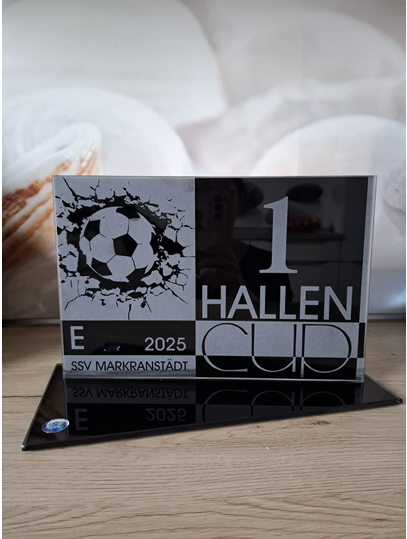 1
HALLEN
CUP
E 2025
SSV MARKRANSTÄDT